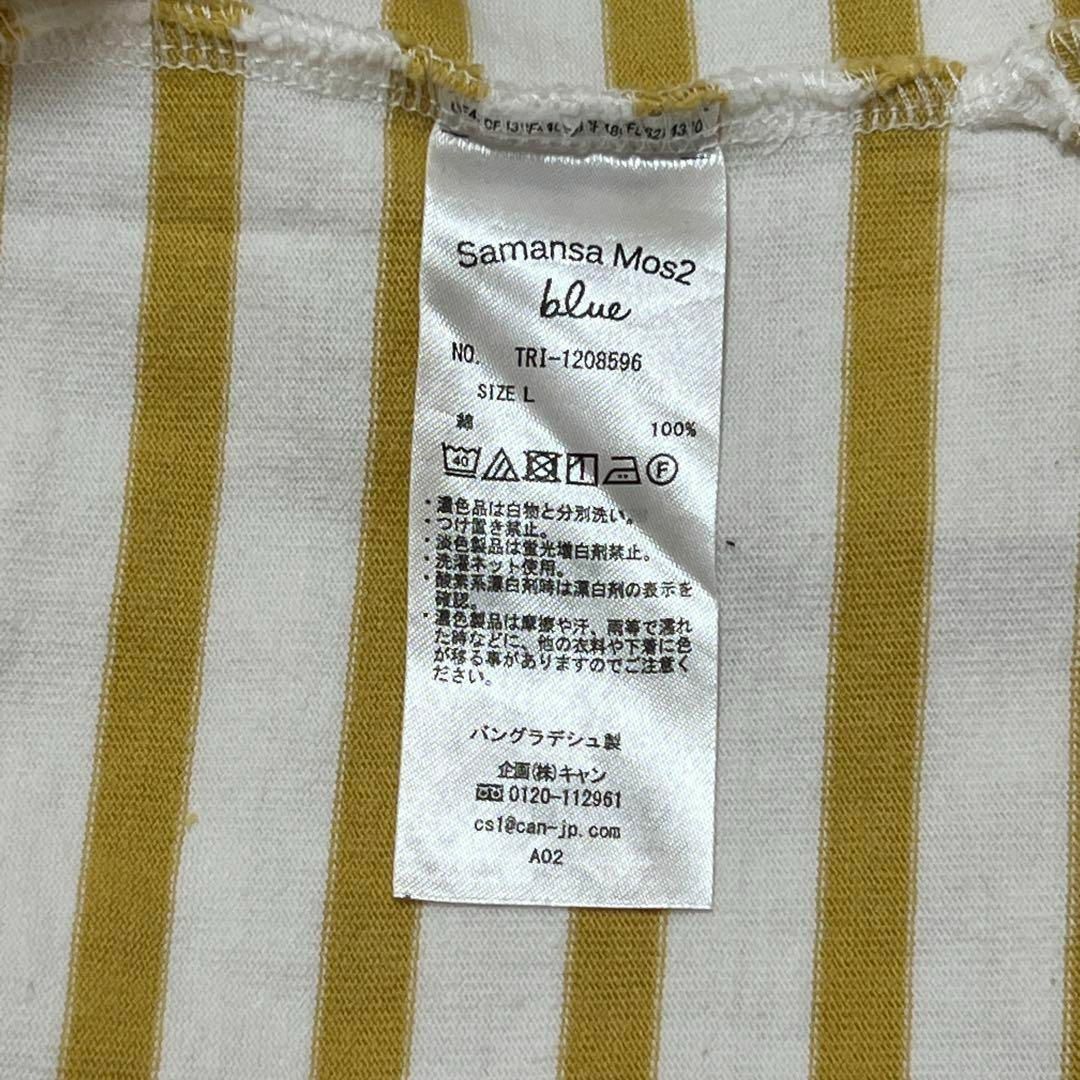 Samansa Mos2
blue
NO. TRI-1208596
SIZE L
綿 100%
40 F
・濃色品は白物と分別洗い。
・つけ置き禁止。
・淡色製品は蛍光増白剤禁止。
・洗濯ネット使用。
・酸素系漂白剤時は漂白剤の表示を
確認。
・濃色製品は摩擦や汗、雨等で濡れ
た時などに、他の衣料や下着に色
が移る事がありますのでご注意く
ださい。
バングラデシュ製
企画(株)キャン
0120-112961
cs1@can-jp.com
A02